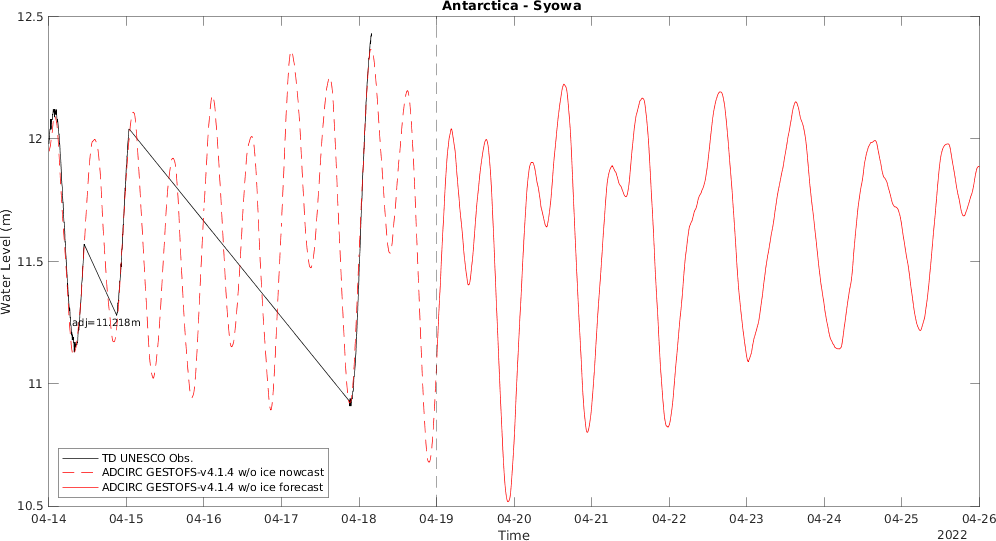 Antarctica - Syowa
12.5
12
11.5
11
10.5
Water Level (m)
adj=11.218m
TD UNESCO Obs.
ADCIRC GESTOFS-v4.1.4 w/o ice nowcast
ADCIRC GESTOFS-v4.1.4 w/o ice forecast
04-14 04-15 04-16 04-17 04-18 04-19 04-20 04-21 04-22 04-23 04-24 04-25 04-26
Time
2022